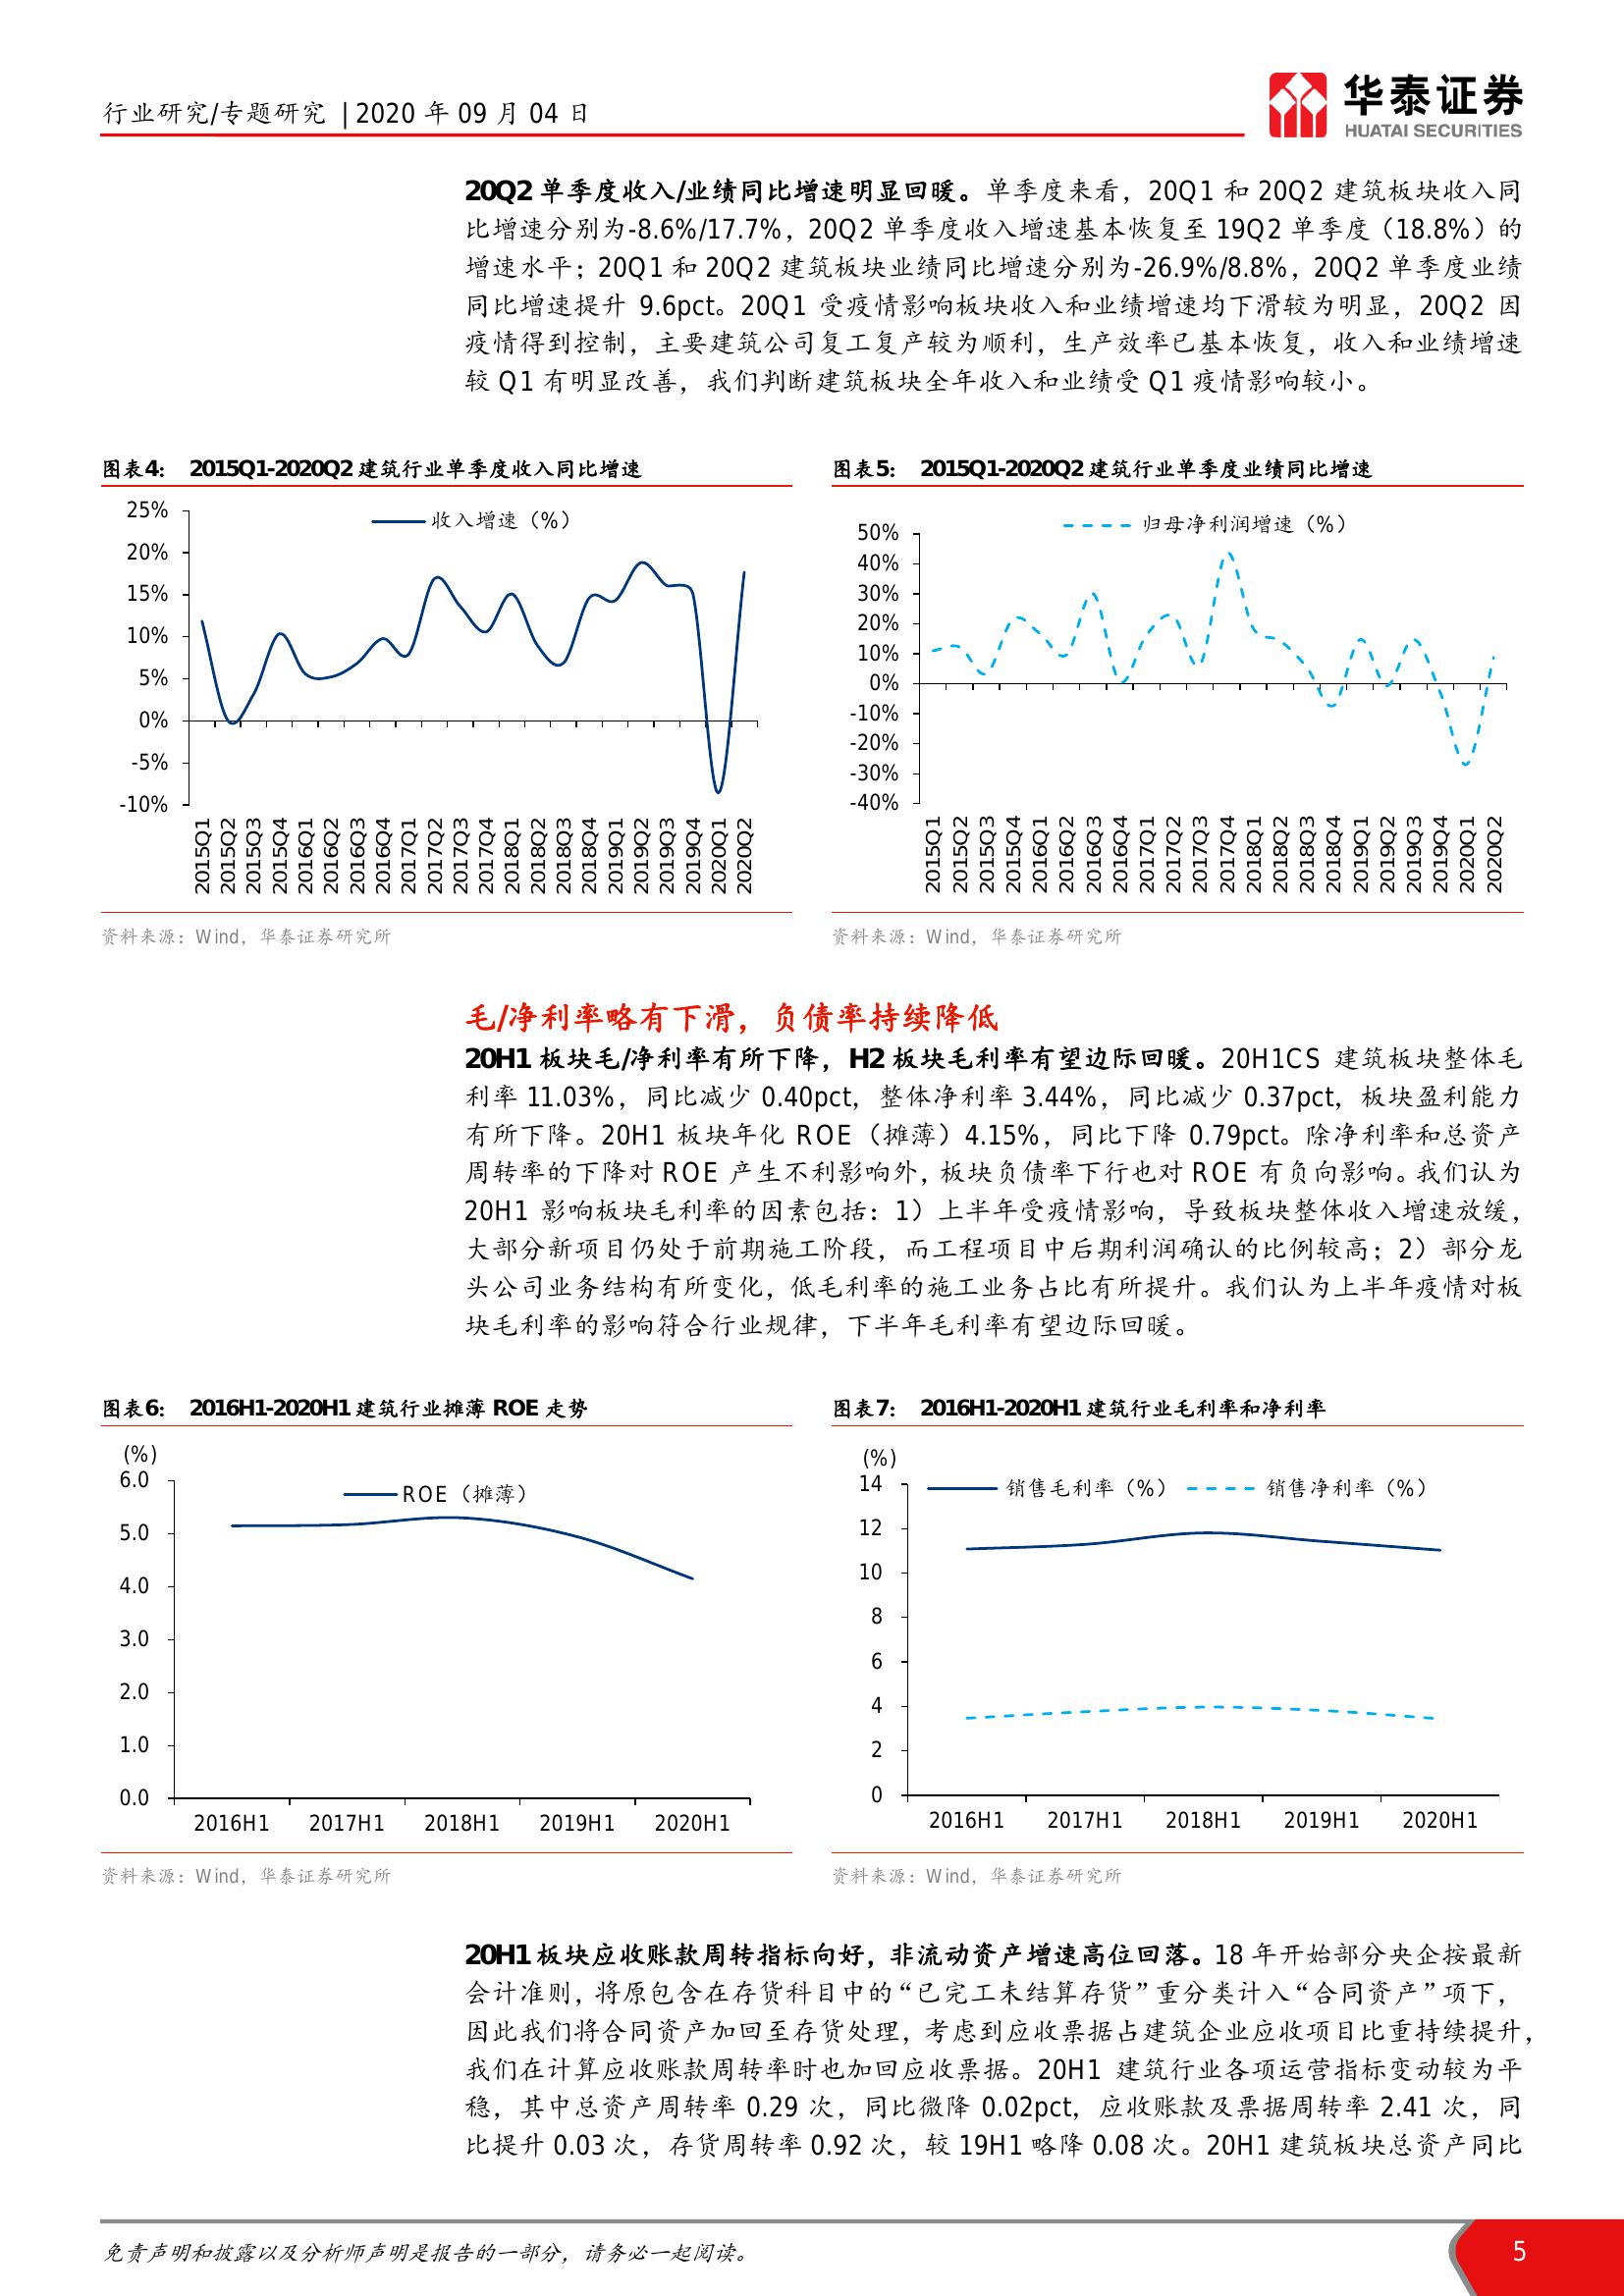 行业研究/专题研究 | 2020 年 09 月 04 日
华泰证券
HUATAI SECURITIES
20Q2 单季度收入/业绩同比增速明显回暖。单季度来看，20Q1 和 20Q2 建筑板块收入同
比增速分别为-8.6%/17.7%，20Q2 单季度收入增速基本恢复至 19Q2 单季度（18.8%）的
增速水平；20Q1 和 20Q2 建筑板块业绩同比增速分别为-26.9%/8.8%，20Q2 单季度业绩
同比增速提升 9.6pct。20Q1 受疫情影响板块收入和业绩增速均下滑较为明显，20Q2 因
疫情得到控制，主要建筑公司复工复产较为顺利，生产效率已基本恢复，收入和业绩增速
较 Q1 有明显改善，我们判断建筑板块全年收入和业绩受 Q1 疫情影响较小。
图表4： 2015Q1-2020Q2 建筑行业单季度收入同比增速
收入增速（%）
25%
20%
15%
10%
5%
0%
-5%
-10%
2015Q1
2015Q2
2015Q3
2015Q4
2016Q1
2016Q2
2016Q3
2016Q4
2017Q1
2017Q2
2017Q3
2017Q4
2018Q1
2018Q2
2018Q3
2018Q4
2019Q1
2019Q2
2019Q3
2019Q4
2020Q1
2020Q2
资料来源：Wind，华泰证券研究所
图表5： 2015Q1-2020Q2 建筑行业单季度业绩同比增速
归母净利润增速（%）
50%
40%
30%
20%
10%
0%
-10%
-20%
-30%
-40%
2015Q1
2015Q2
2015Q3
2015Q4
2016Q1
2016Q2
2016Q3
2016Q4
2017Q1
2017Q2
2017Q3
2017Q4
2018Q1
2018Q2
2018Q3
2018Q4
2019Q1
2019Q2
2019Q3
2019Q4
2020Q1
2020Q2
资料来源：Wind，华泰证券研究所
毛/净利率略有下滑，负债率持续降低
20H1 板块毛/净利率有所下降，H2 板块毛利率有望边际回暖。20H1CS 建筑板块整体毛
利率 11.03%，同比减少 0.40pct，整体净利率 3.44%，同比减少 0.37pct，板块盈利能力
有所下降。20H1 板块年化 ROE（摊薄）4.15%，同比下降 0.79pct。除净利率和总资产
周转率的下降对 ROE 产生不利影响外，板块负债率下行也对 ROE 有负向影响。我们认为
20H1 影响板块毛利率的因素包括：1）上半年受疫情影响，导致板块整体收入增速放缓，
大部分新项目仍处于前期施工阶段，而工程项目中后期利润确认的比例较高；2）部分龙
头公司业务结构有所变化，低毛利率的施工业务占比有所提升。我们认为上半年疫情对板
块毛利率的影响符合行业规律，下半年毛利率有望边际回暖。
图表6： 2016H1-2020H1 建筑行业摊薄 ROE 走势
(%)
ROE（摊薄）
6.0
5.0
4.0
3.0
2.0
1.0
0.0
2016H1 2017H1 2018H1 2019H1 2020H1
资料来源：Wind，华泰证券研究所
图表7： 2016H1-2020H1 建筑行业毛利率和净利率
(%)
销售毛利率（%） 销售净利率（%）
14
12
10
8
6
4
2
0
2016H1 2017H1 2018H1 2019H1 2020H1
资料来源：Wind，华泰证券研究所
20H1 板块应收账款周转指标向好，非流动资产增速高位回落。18 年开始部分央企按最新
会计准则，将原包含在存货科目中的“已完工未结算存货”重分类计入“合同资产”项下，
因此我们将合同资产加回至存货处理，考虑到应收票据占建筑企业应收项目比重持续提升，
我们在计算应收账款周转率时也加回应收票据。20H1 建筑行业各项运营指标变动较为平
稳，其中总资产周转率 0.29 次，同比微降 0.02pct，应收账款及票据周转率 2.41 次，同
比提升 0.03 次，存货周转率 0.92 次，较 19H1 略降 0.08 次。20H1 建筑板块总资产同比
免责声明和披露以及分析师声明是报告的一部分，请务必一起阅读。
5